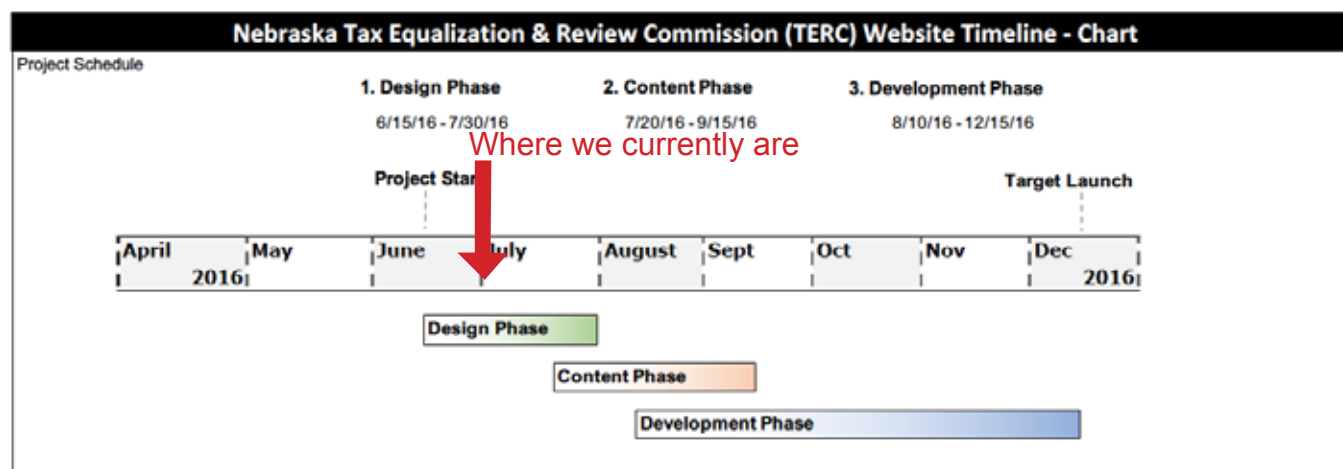 Nebraska Tax Equalization & Review Commission (TERC) Website Timeline - Chart
Project Schedule
1. Design Phase 2. Content Phase 3. Development Phase
6/15/16 - 7/30/16 7/20/16 - 9/15/16 8/10/16 - 12/15/16
Where we currently are
Project Start Target Launch
April May June July August Sept Oct Nov Dec
2016 2016
Design Phase
Content Phase
Development Phase